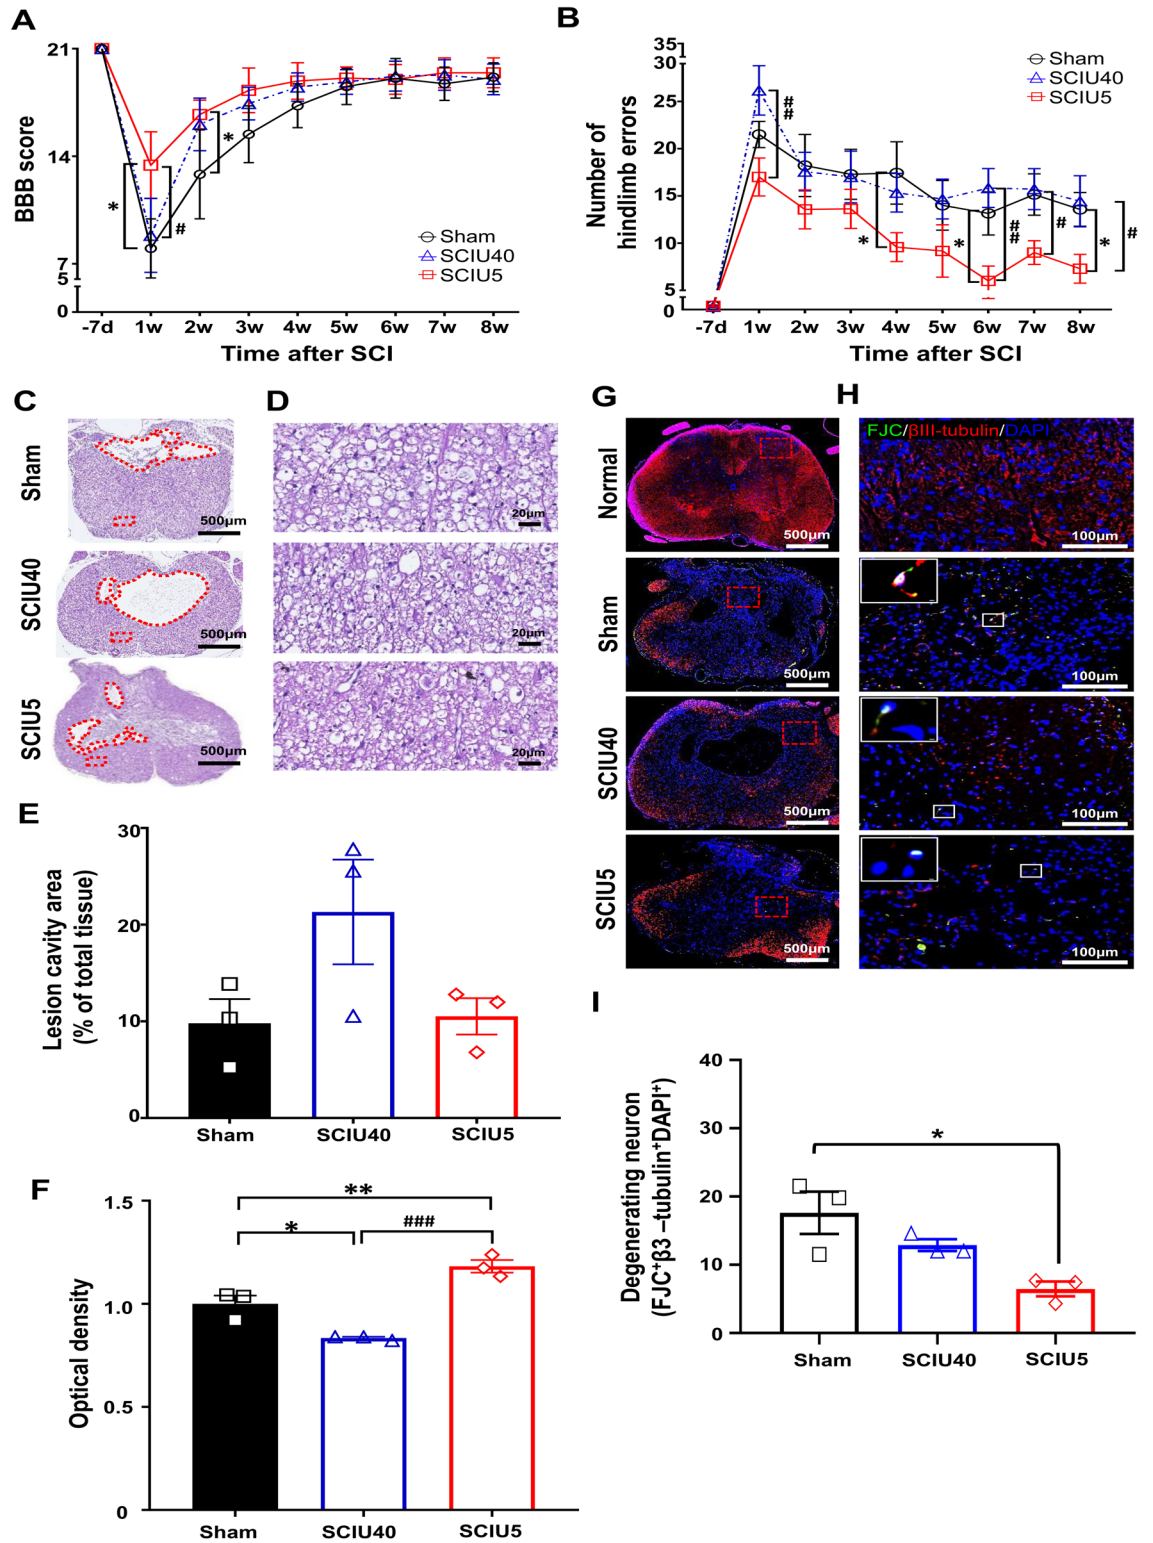 A
BBB score
21
14
7
5
0
*
#
*
Sham
SCIU40
SCIU5
-7d 1w 2w 3w 4w 5w 6w 7w 8w
Time after SCI
B
Number of
hindlimb errors
35
30
25
20
15
10
5
0
##
*
*
##
#
*
#
Sham
SCIU40
SCIU5
-7d 1w 2w 3w 4w 5w 6w 7w 8w
Time after SCI
C
Sham
500μm
SCIU40
500μm
SCIU5
500μm
D
20μm
20μm
20μm
E
Lesion cavity area
(% of total tissue)
30
20
10
0
Sham SCIU40 SCIU5
F
Optical density
1.5
1.0
0.5
0
**
*
###
Sham SCIU40 SCIU5
G
Normal
500μm
Sham
500μm
SCIU40
500μm
SCIU5
500μm
H
FJC/βIII-tubulin/DAPI
100μm
100μm
100μm
100μm
I
Degenerating neuron
(FJC⁺β3 –tubulin⁺DAPI⁺)
40
30
20
10
0
*
Sham SCIU40 SCIU5